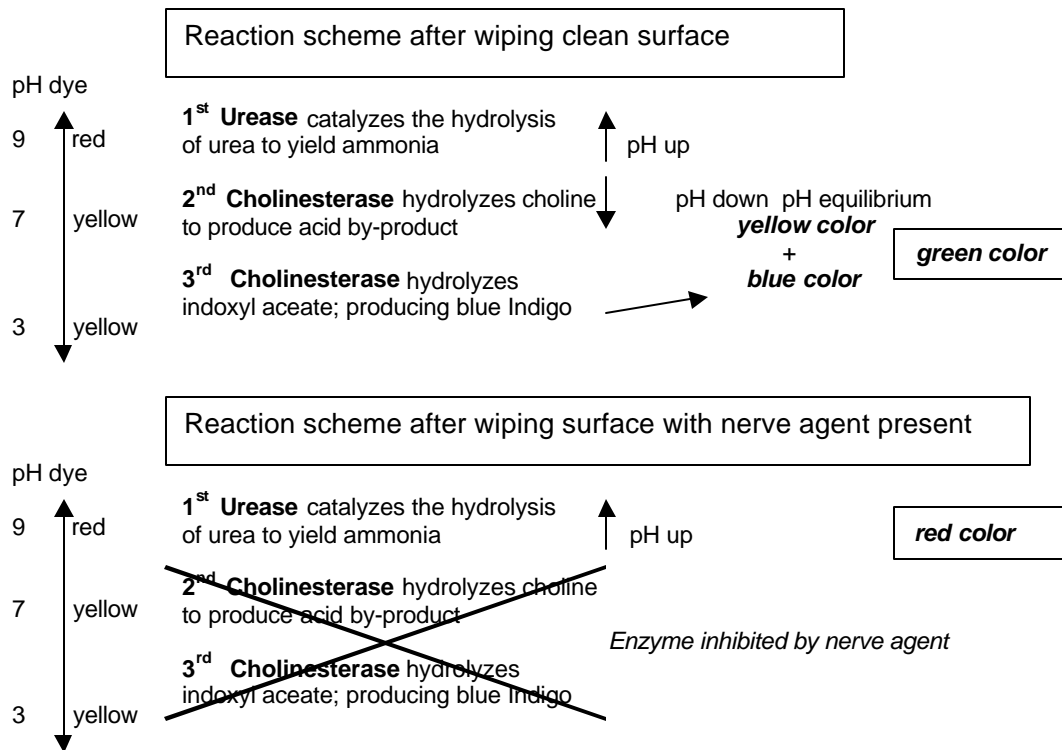 Reaction scheme after wiping clean surface
pH dye
9 red
1st Urease catalyzes the hydrolysis
of urea to yield ammonia
pH up
7 yellow
2nd Cholinesterase hydrolyzes choline
to produce acid by-product
pH down pH equilibrium
yellow color
+
blue color
green color
3rd Cholinesterase hydrolyzes
indoxyl aceate; producing blue Indigo
3 yellow
Reaction scheme after wiping surface with nerve agent present
pH dye
9 red
1st Urease catalyzes the hydrolysis
of urea to yield ammonia
pH up
red color
7 yellow
2nd Cholinesterase hydrolyzes choline
to produce acid by-product
Enzyme inhibited by nerve agent
3rd Cholinesterase hydrolyzes
indoxyl aceate; producing blue Indigo
3 yellow